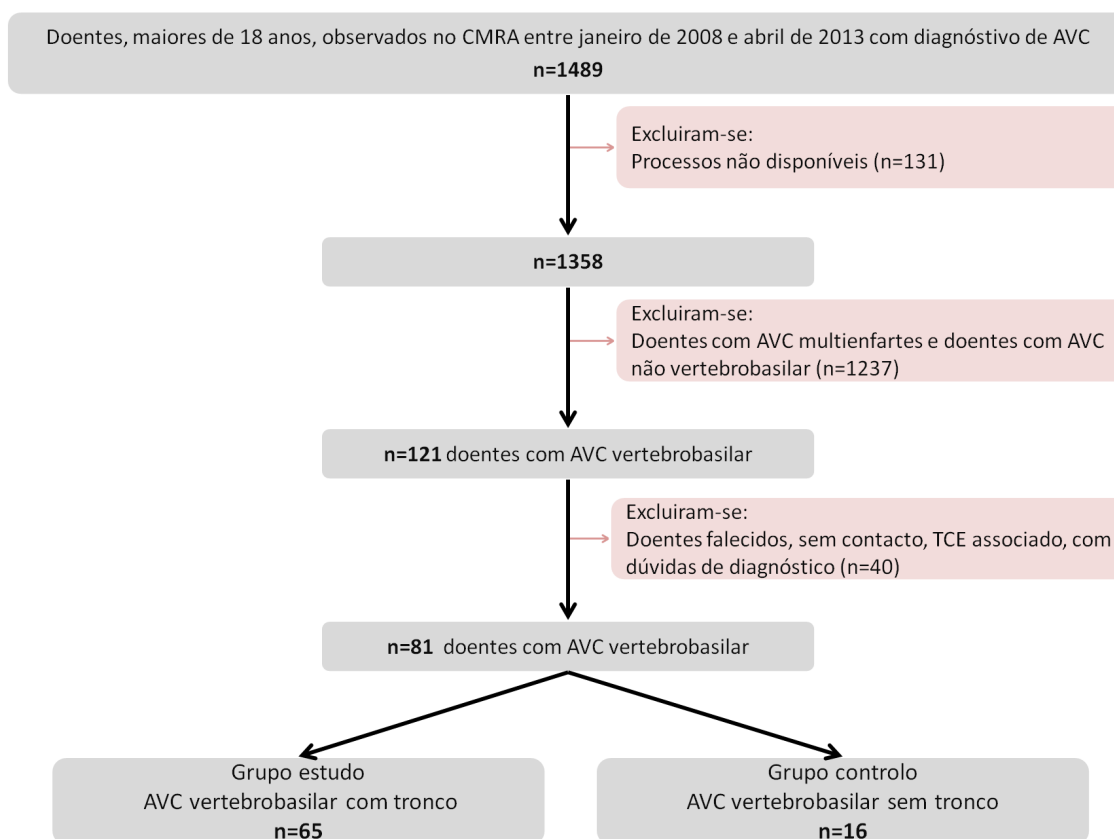 Doentes, maiores de 18 anos, observados no CMRA entre janeiro de 2008 e abril de 2013 com diagnóstivo de AVC
n=1489
Excluiram-se:
Processos não disponíveis (n=131)
n=1358
Excluiram-se:
Doentes com AVC multienfartes e doentes com AVC
não vertebrobasilar (n=1237)
n=121 doentes com AVC vertebrobasilar
Excluiram-se:
Doentes falecidos, sem contacto, TCE associado, com
dúvidas de diagnóstico (n=40)
n=81 doentes com AVC vertebrobasilar
Grupo estudo
AVC vertebrobasilar com tronco
n=65
Grupo controlo
AVC vertebrobasilar sem tronco
n=16